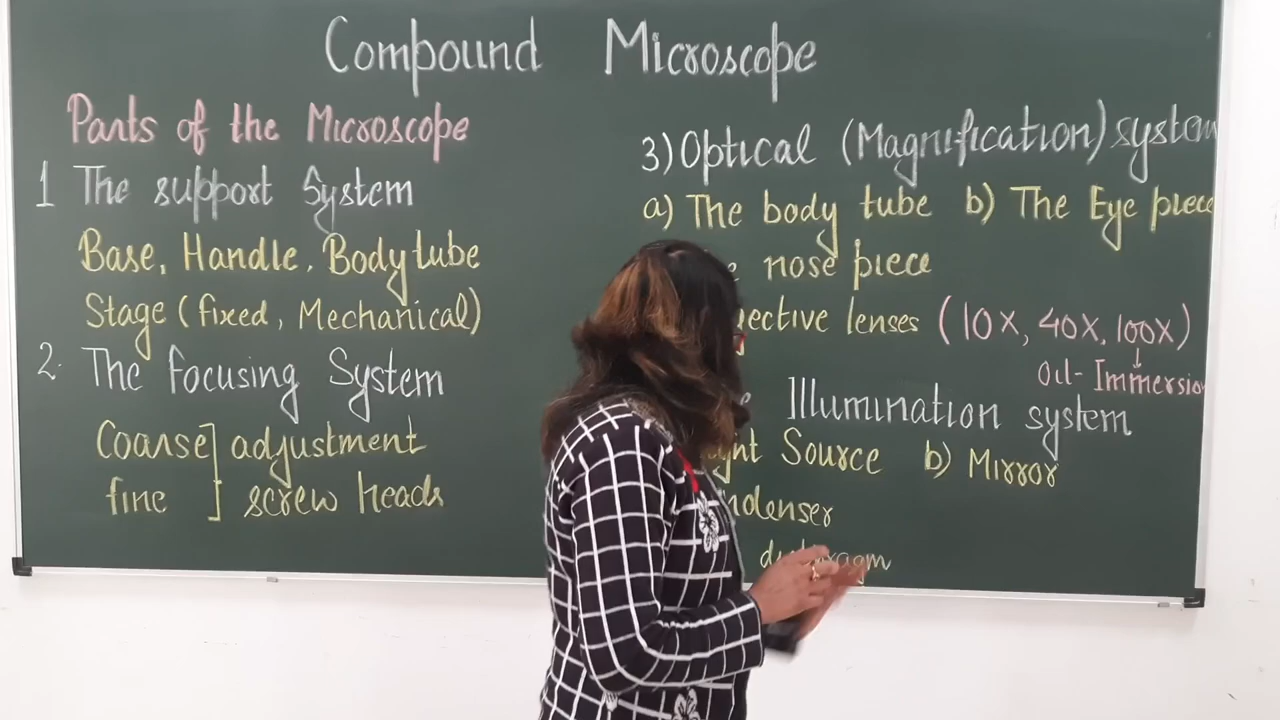 Compound Microscope
Parts of the Microscope
1 The support System
Base, Handle, Body tube
Stage (fixed, Mechanical)
2. The focusing System
Coarse] adjustment
fine ] screw heads
3) Optical (Magnification) system
a) The body tube b) The Eye piece
nose piece
lenses (10X, 40X, 100X)
↓
Oil-Immersion
Illumination system
Source b) Mirror